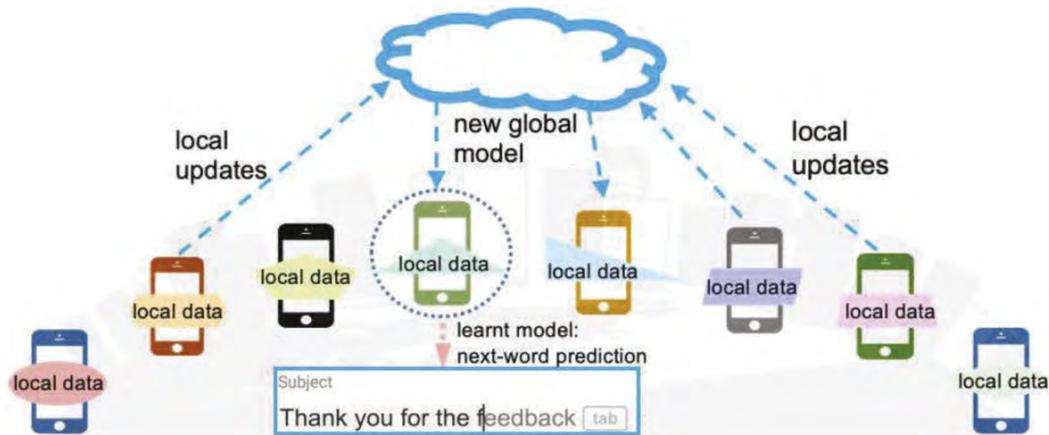 local
updates
new global
model
local
updates
local data
local data
local data
local data
local data
local data
local data
local data
learnt model:
next-word prediction
Subject
Thank you for the feedback tab